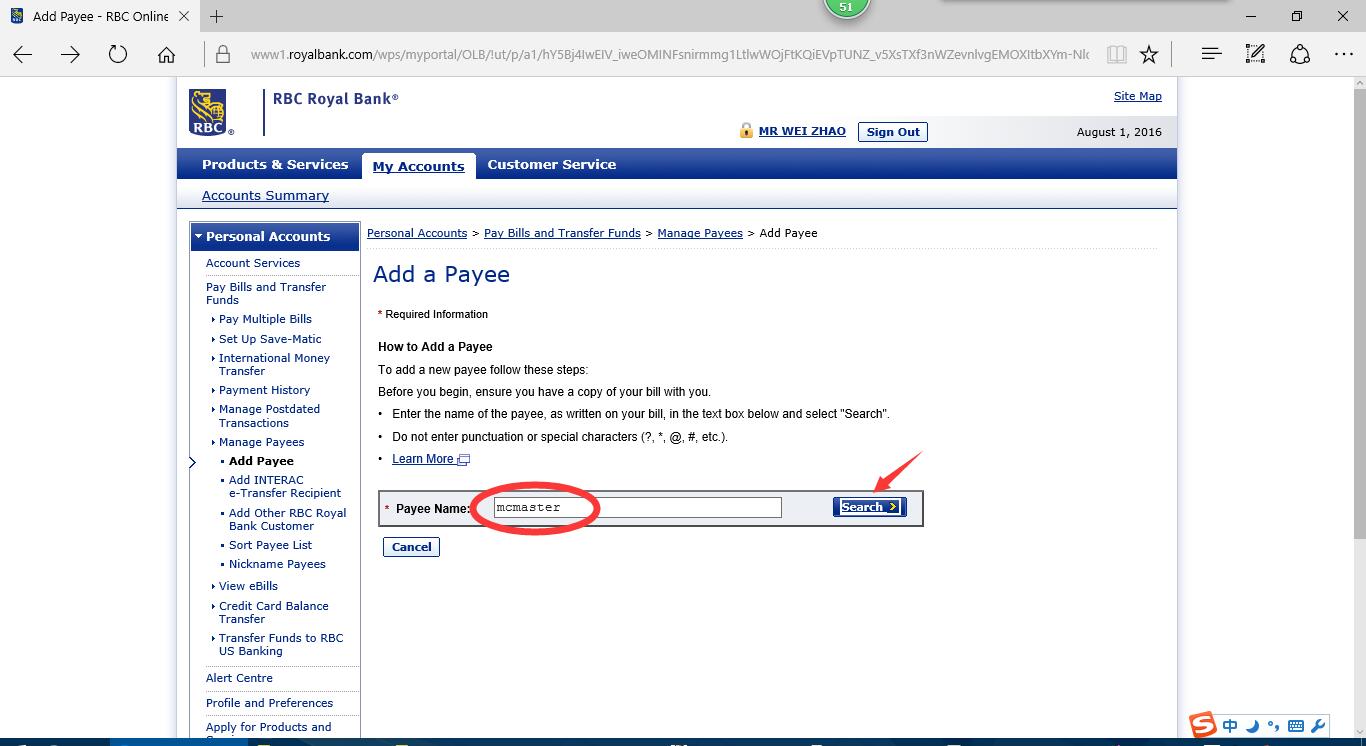 51
Add Payee - RBC Online
www1.royalbank.com/wps/myportal/OLB/!ut/p/a1/
RBC Royal Bank®
RBC ®
Site Map
MR WEI ZHAO
Sign Out
August 1, 2016
Products & Services
My Accounts
Customer Service
Accounts Summary
Personal Accounts
Account Services
Pay Bills and Transfer
Funds
Pay Multiple Bills
Set Up Save-Matic
International Money
Transfer
Payment History
Manage Postdated
Transactions
Manage Payees
Add Payee
Add INTERAC
e-Transfer Recipient
Add Other RBC Royal
Bank Customer
Sort Payee List
Nickname Payees
View eBills
Credit Card Balance
Transfer
Transfer Funds to RBC
US Banking
Alert Centre
Profile and Preferences
Apply for Products and
Personal Accounts > Pay Bills and Transfer Funds > Manage Payees > Add Payee
Add a Payee
* Required Information
How to Add a Payee
To add a new payee follow these steps:
Before you begin, ensure you have a copy of your bill with you.
• Enter the name of the payee, as written on your bill, in the text box below and select "Search".
• Do not enter punctuation or special characters (?, *, @, #, etc.).
• Learn More
* Payee Name: mcmaster Search >
Cancel
S 中